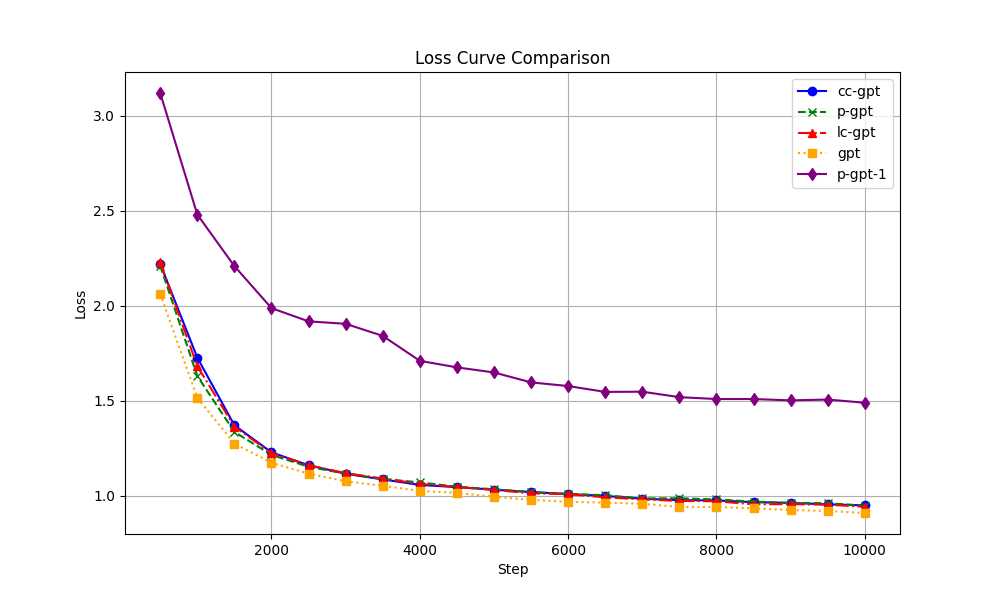 Loss Curve Comparison
3.0
2.5
2.0
1.5
1.0
Loss
cc-gpt
p-gpt
lc-gpt
gpt
p-gpt-1
2000
4000
6000
8000
10000
Step